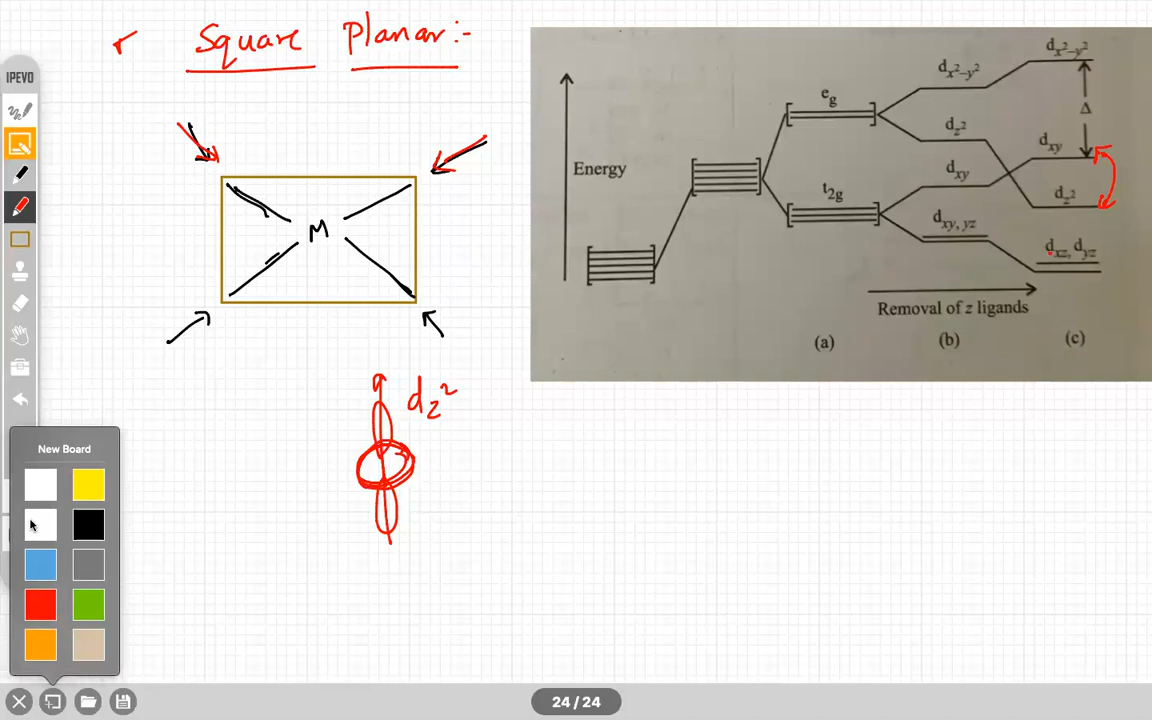 Square Planar:-
IPEVO
M
dz²
New Board
24 / 24
Energy
e_g
t_2g
d_x²–y²
d_z²
d_xy
d_xy, yz
d_x²–y²
Δ
d_xy
d_z²
d_xz, d_yz
Removal of z ligands
(a) (b) (c)